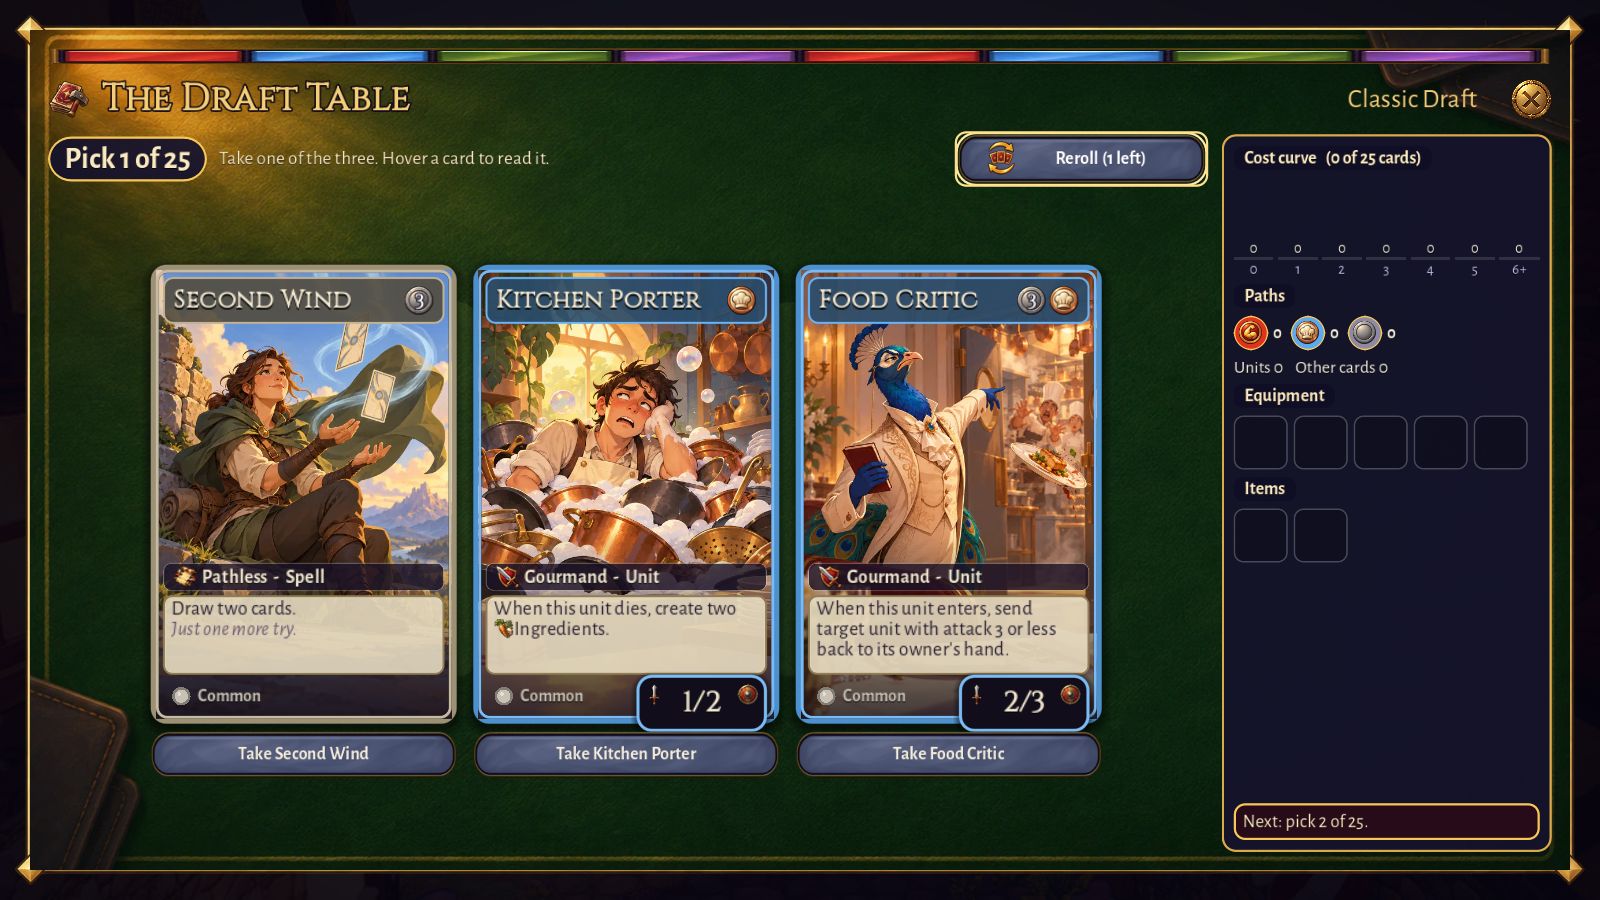 The Draft Table
Classic Draft
Pick 1 of 25
Take one of the three. Hover a card to read it.
Reroll (1 left)
Second Wind
3
Pathless - Spell
Draw two cards.
Just one more try.
Common
Take Second Wind
Kitchen Porter
Gourmand - Unit
When this unit dies, create two
Ingredients.
Common
1/2
Take Kitchen Porter
Food Critic
3
Gourmand - Unit
When this unit enters, send
target unit with attack 3 or less
back to its owner's hand.
Common
2/3
Take Food Critic
Cost curve (0 of 25 cards)
0 0 0 0 0 0 0
0 1 2 3 4 5 6+
Paths
0 0 0
Units 0 Other cards 0
Equipment
Items
Next: pick 2 of 25.